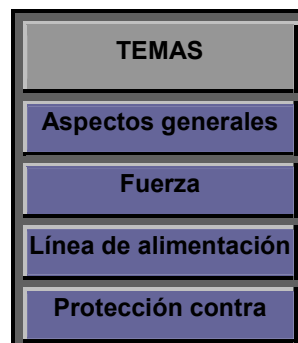 TEMAS
Aspectos generales
Fuerza
Línea de alimentación
Protección contra